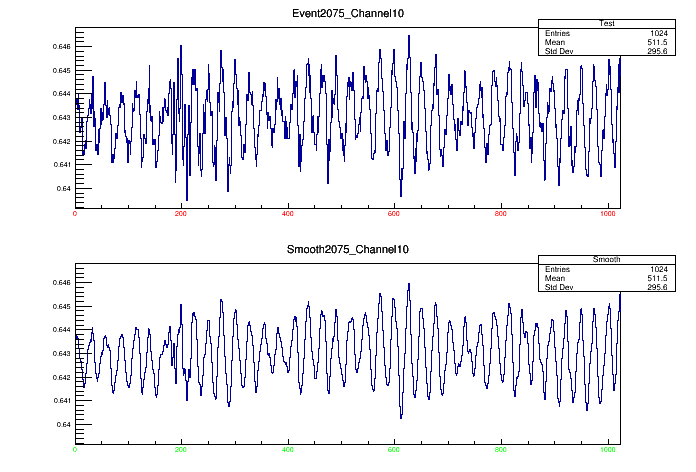 Event2075_Channel10
Test
Entries 1024
Mean 511.5
Std Dev 295.6
0.646
0.645
0.644
0.643
0.642
0.641
0.64
0 200 400 600 800 1000
Smooth2075_Channel10
Smooth
Entries 1024
Mean 511.5
Std Dev 295.6
0.646
0.645
0.644
0.643
0.642
0.641
0.64
0 200 400 600 800 1000